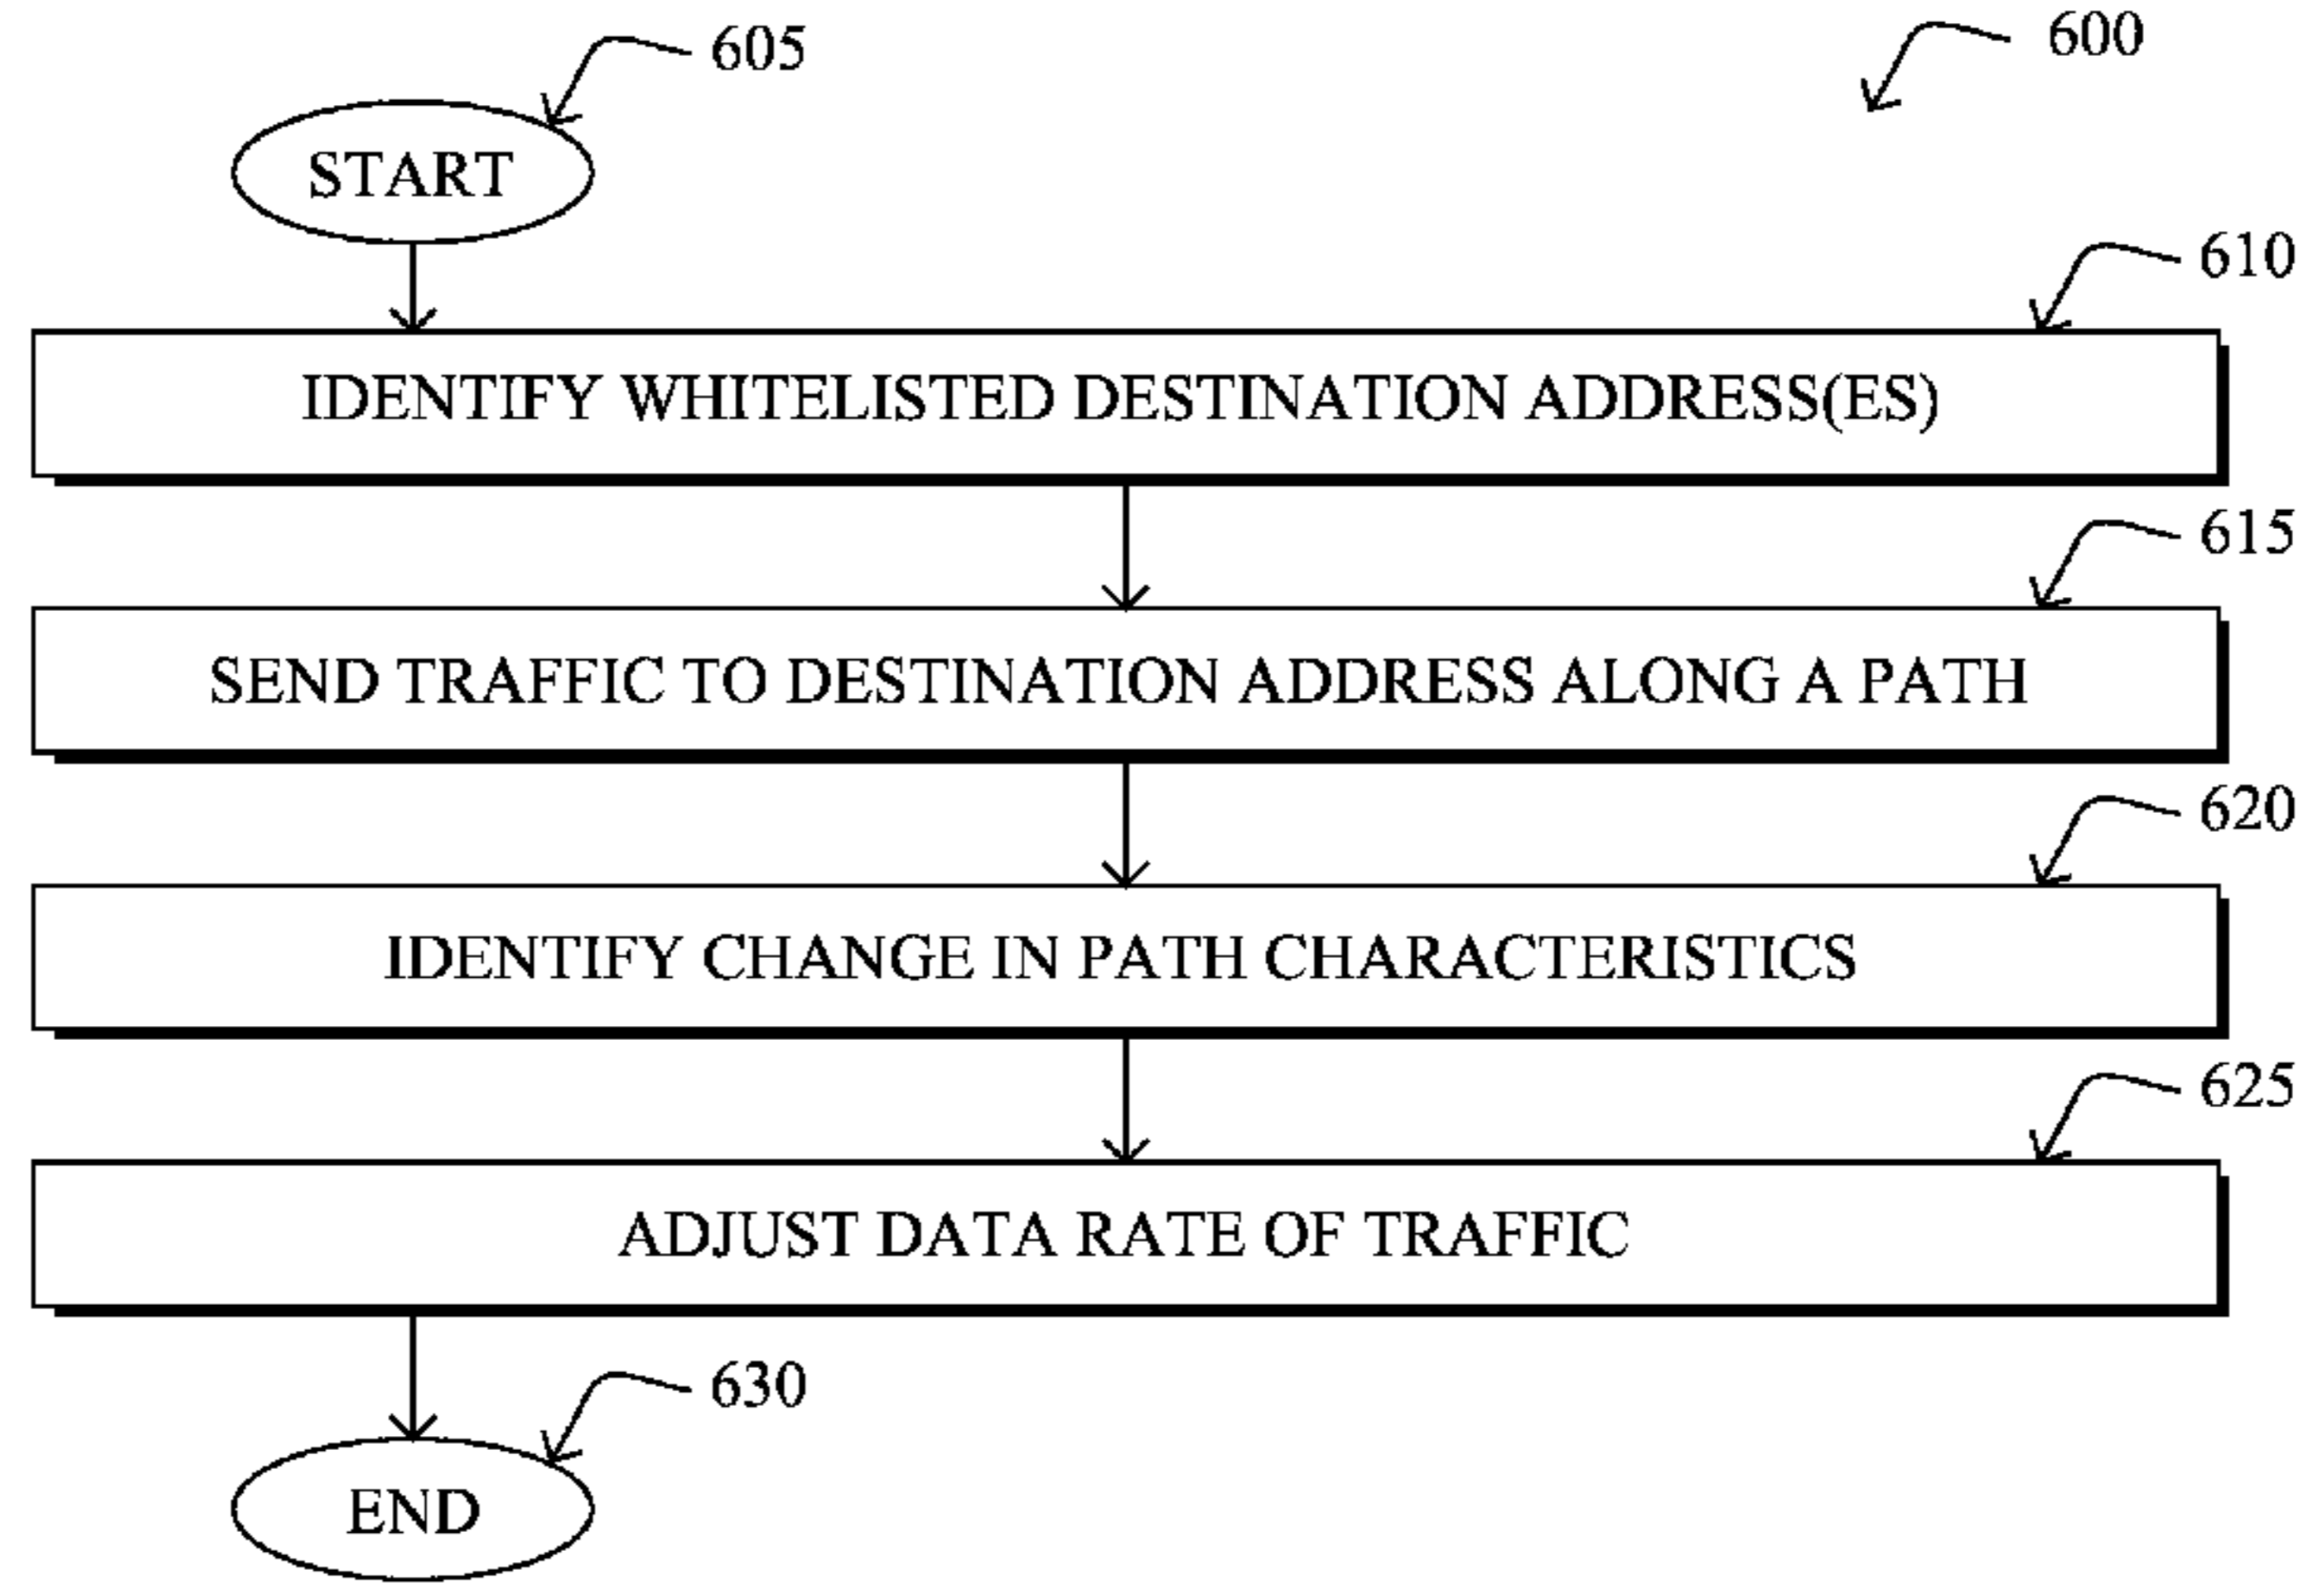 605
600
START
610
IDENTIFY WHITELISTED DESTINATION ADDRESS(ES)
615
SEND TRAFFIC TO DESTINATION ADDRESS ALONG A PATH
620
IDENTIFY CHANGE IN PATH CHARACTERISTICS
625
ADJUST DATA RATE OF TRAFFIC
630
END